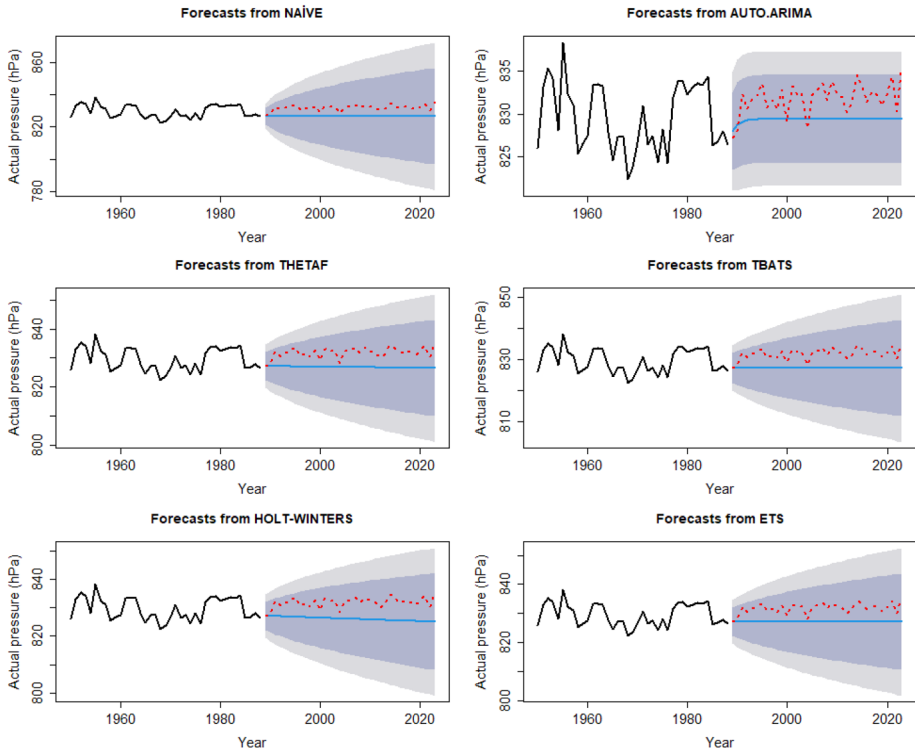 Forecasts from NAİVE
Actual pressure (hPa)
860
820
780
1960
1980
2000
2020
Year
Forecasts from AUTO.ARIMA
Actual pressure (hPa)
835
830
825
1960
1980
2000
2020
Year
Forecasts from THETAF
Actual pressure (hPa)
840
820
800
1960
1980
2000
2020
Year
Forecasts from TBATS
Actual pressure (hPa)
850
830
810
1960
1980
2000
2020
Year
Forecasts from HOLT-WINTERS
Actual pressure (hPa)
840
820
800
1960
1980
2000
2020
Year
Forecasts from ETS
Actual pressure (hPa)
840
820
800
1960
1980
2000
2020
Year